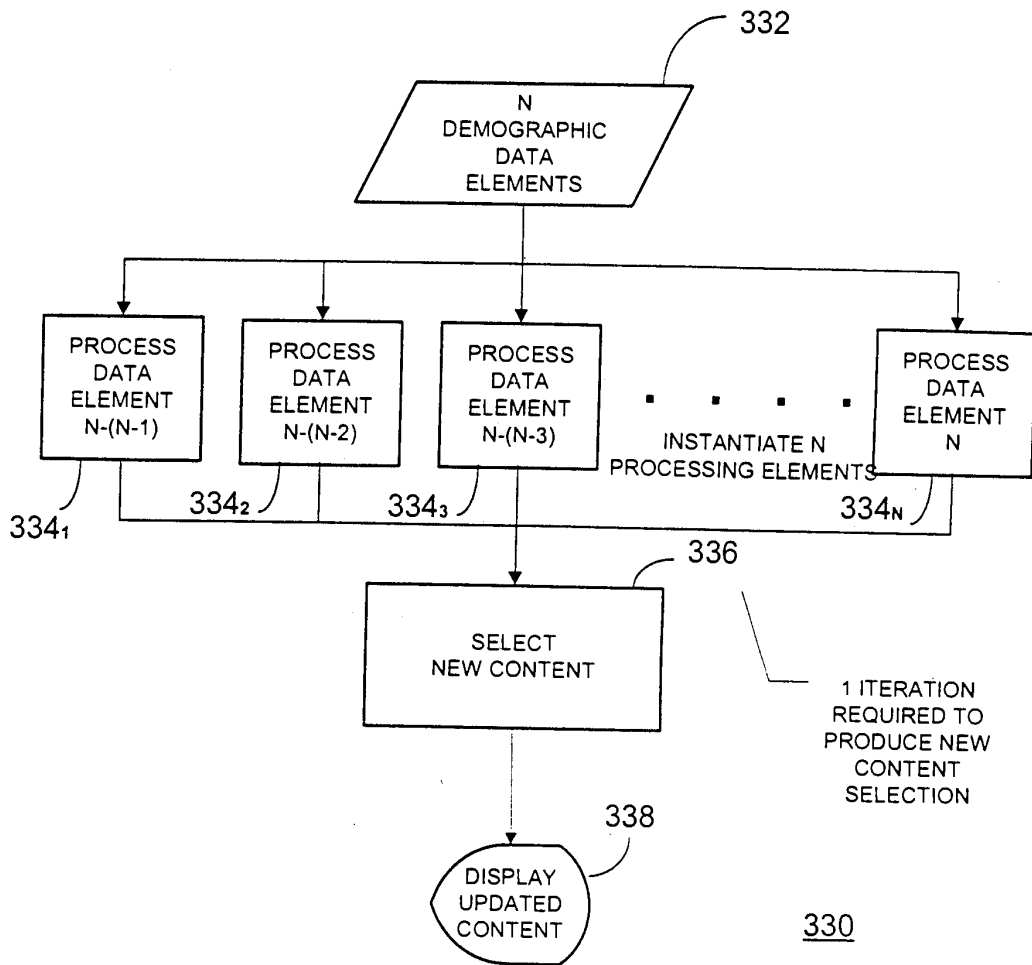 332
N
DEMOGRAPHIC
DATA
ELEMENTS
PROCESS
DATA
ELEMENT
N-(N-1)
PROCESS
DATA
ELEMENT
N-(N-2)
PROCESS
DATA
ELEMENT
N-(N-3)
INSTANTIATE N
PROCESSING ELEMENTS
PROCESS
DATA
ELEMENT
N
334₁
334₂
334₃
334N
336
SELECT
NEW CONTENT
1 ITERATION
REQUIRED TO
PRODUCE NEW
CONTENT
SELECTION
338
DISPLAY
UPDATED
CONTENT
330